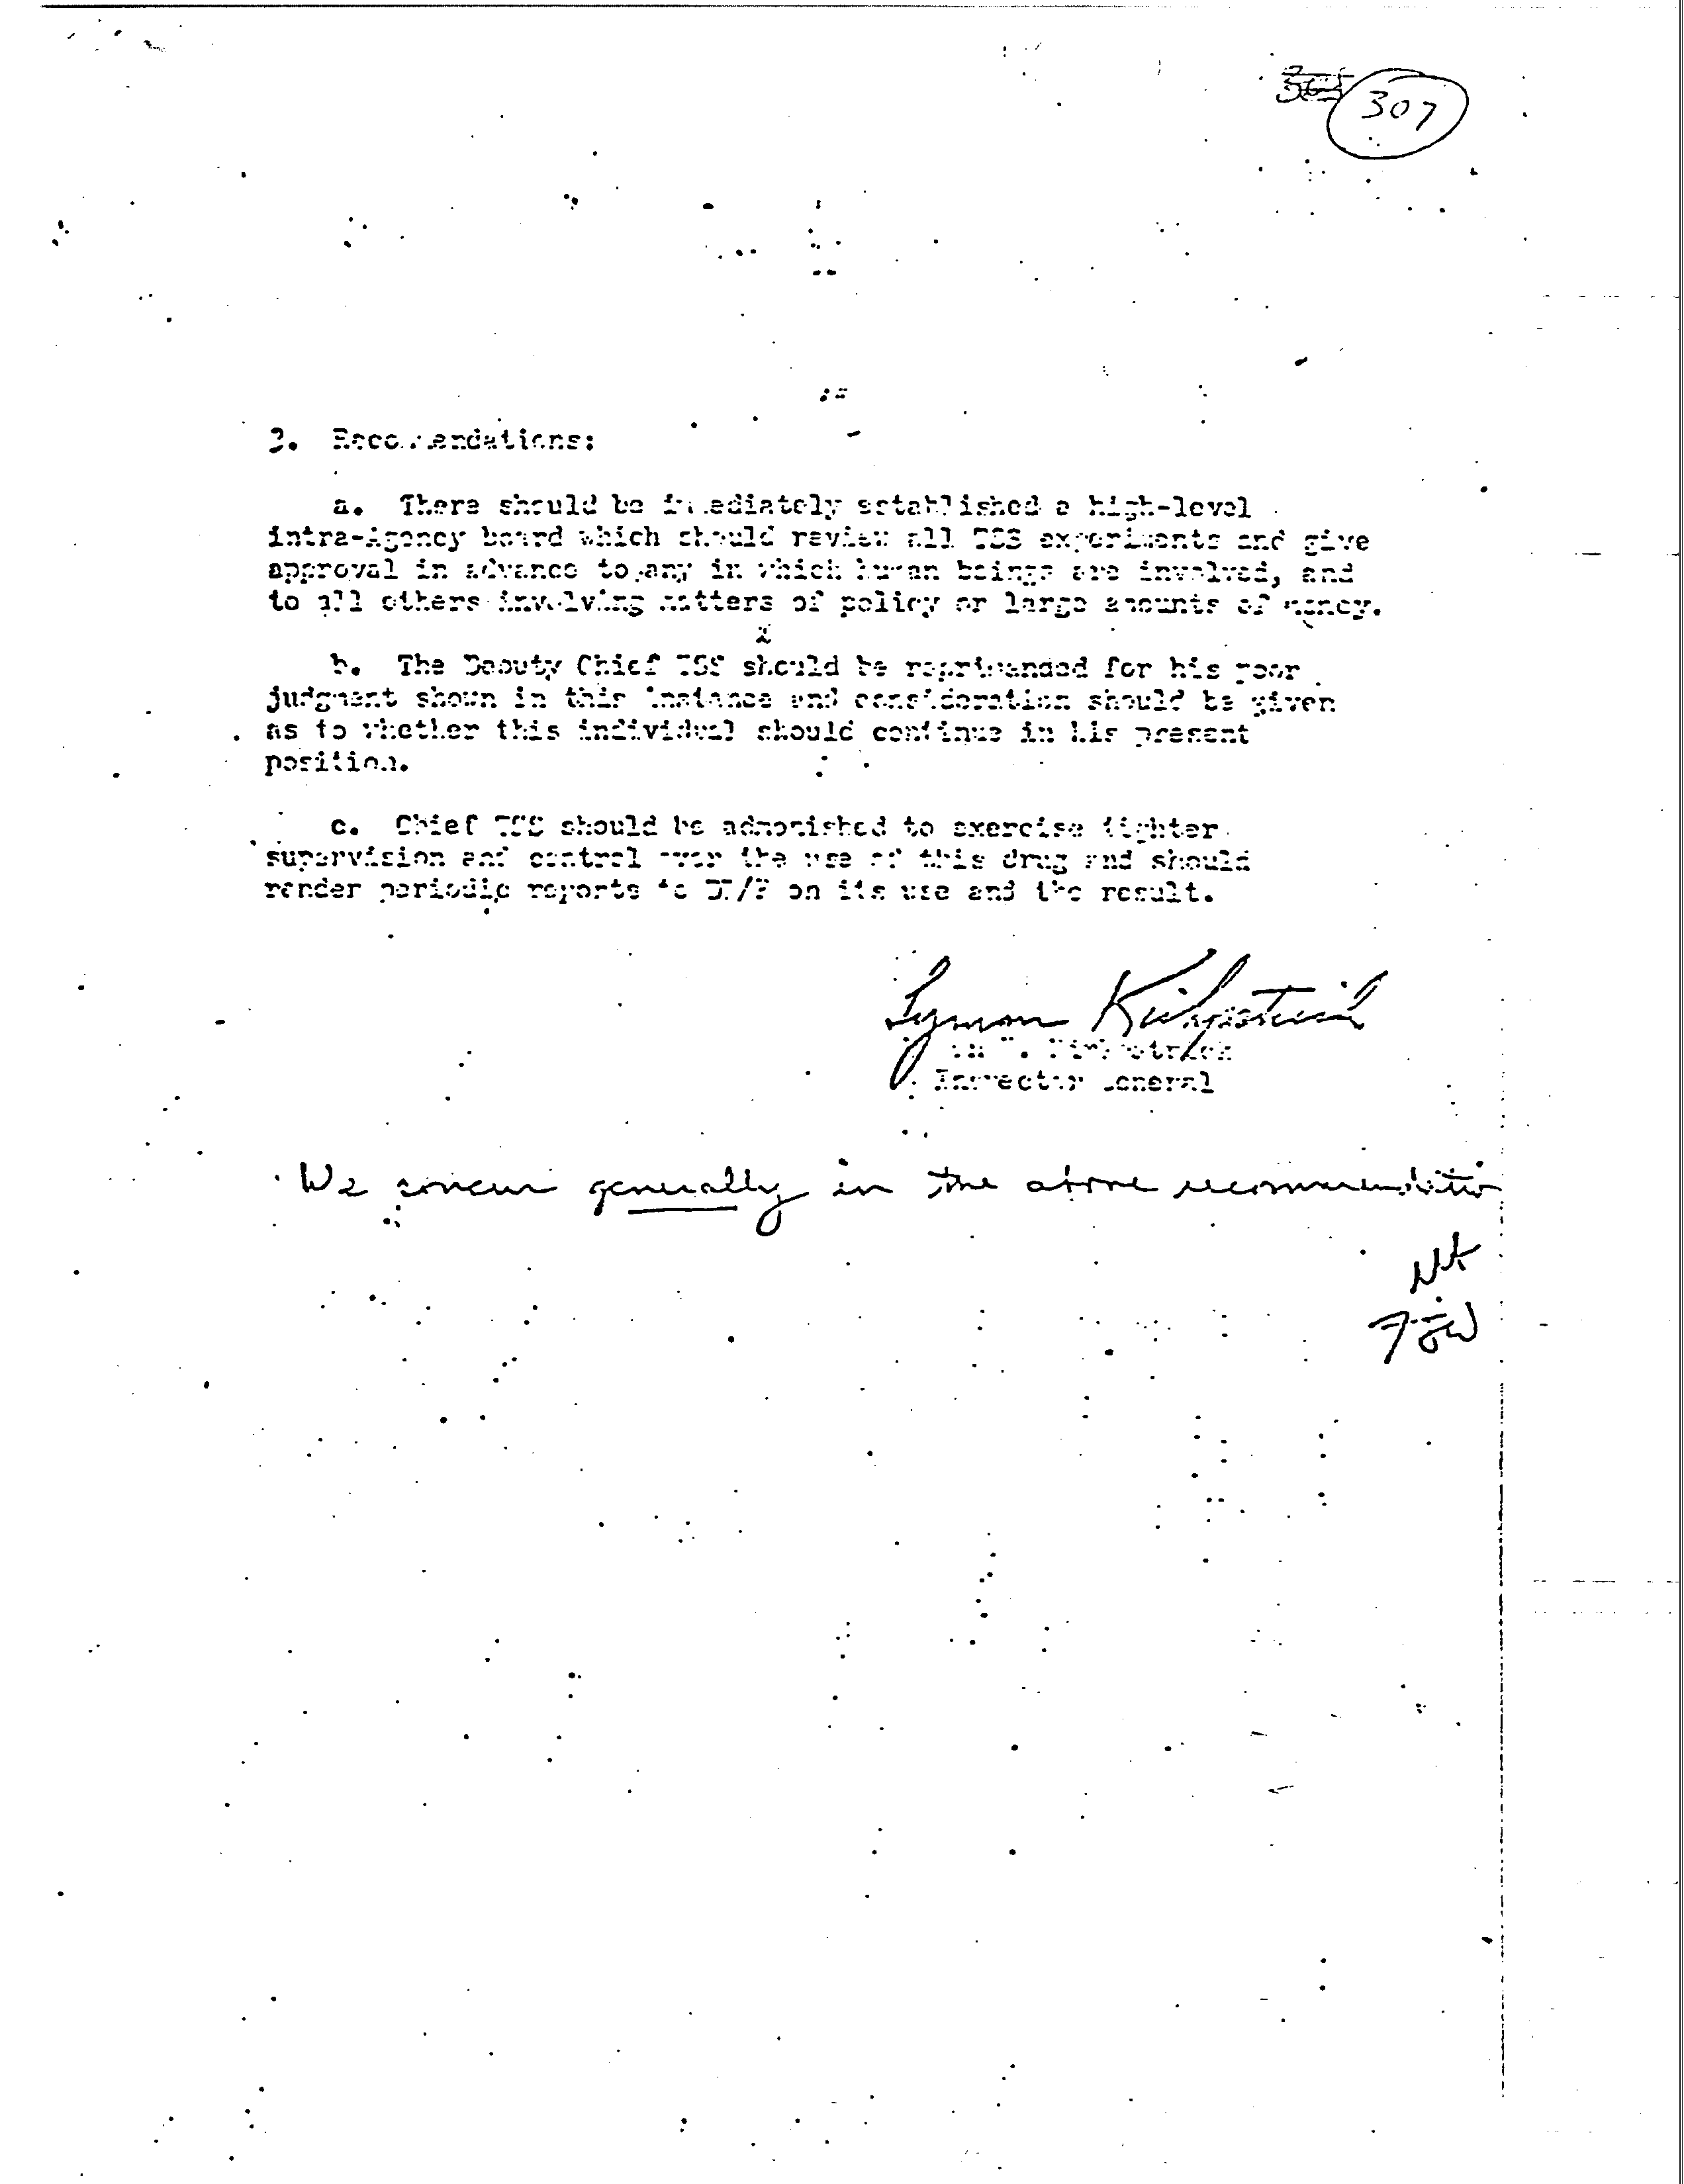 307
3. Recommendations:
a. There should be immediately established a high-level
intra-Agency board which should review all TSS experiments and give
approval in advance to any in which human beings are involved, and
to all others involving matters of policy or large amounts of money.
b. The Deputy Chief TSS should be reprimanded for his poor
judgment shown in this instance and consideration should be given
as to whether this individual should continue in his present
position.
c. Chief TSS should be admonished to exercise tighter
supervision and control over the use of this drug and should
render periodic reports to DD/P on its use and the result.
Lyman Kirkpatrick
Kirkpatrick
Inspector General
We concur generally in the above recommendation